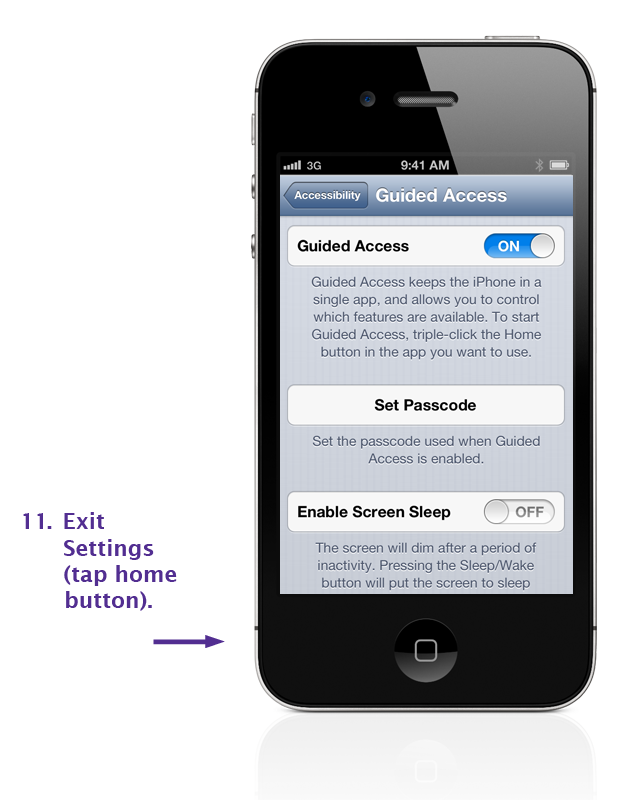 3G 9:41 AM
Accessibility Guided Access
Guided Access ON
Guided Access keeps the iPhone in a
single app, and allows you to control
which features are available. To start
Guided Access, triple-click the Home
button in the app you want to use.
Set Passcode
Set the passcode used when Guided
Access is enabled.
Enable Screen Sleep OFF
The screen will dim after a period of
inactivity. Pressing the Sleep/Wake
button will put the screen to sleep
11. Exit
Settings
(tap home
button).